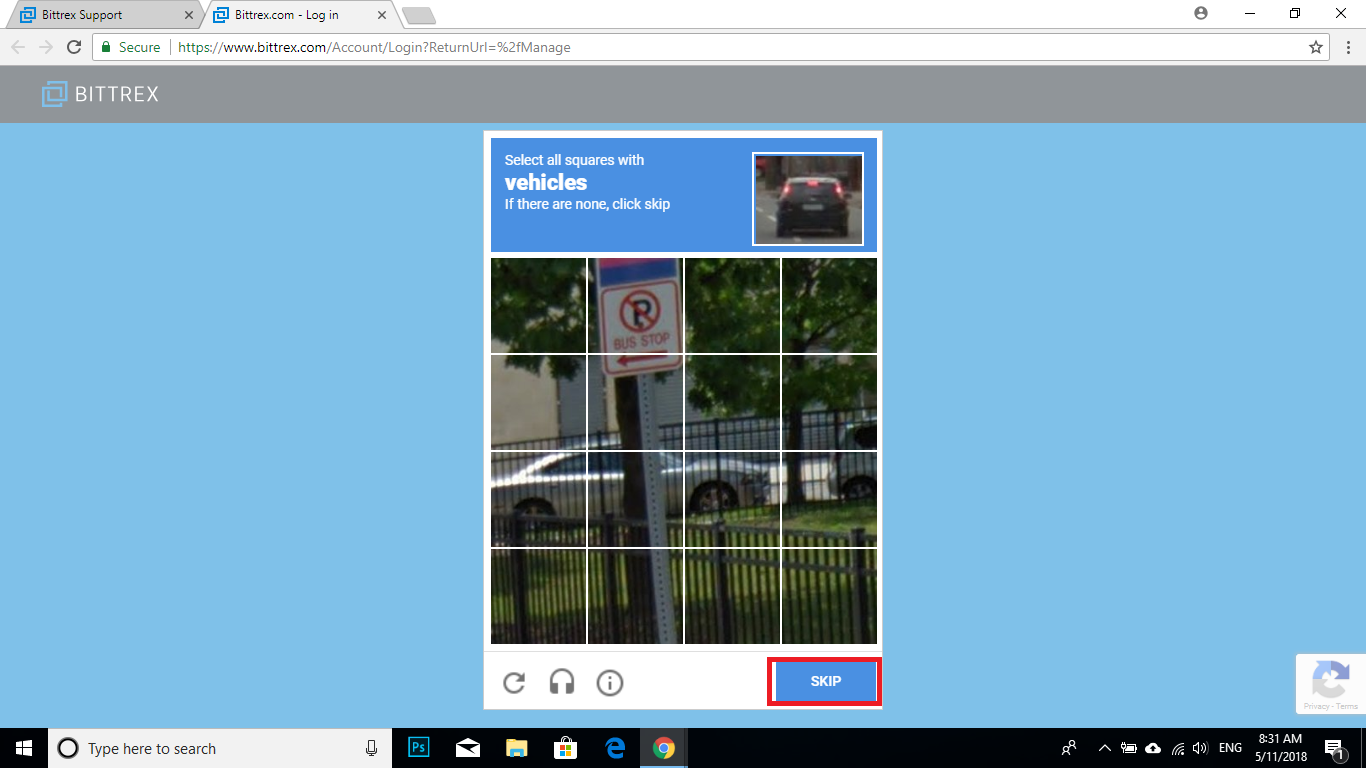 Bittrex Support
Bittrex.com - Log in
Secure
https://www.bittrex.com/Account/Login?ReturnUrl=%2fManage
BITTREX
Select all squares with
vehicles
If there are none, click skip
P
BUS STOP
SKIP
Privacy - Terms
Type here to search
Ps
ENG
8:31 AM
5/11/2018
1